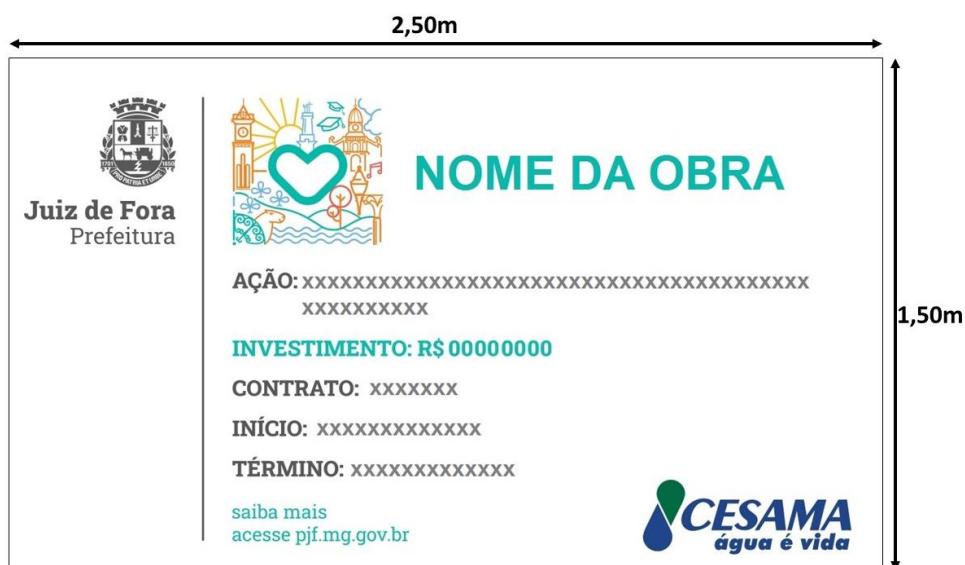 2,50m
Juiz de Fora
Prefeitura
NOME DA OBRA
AÇÃO: xxxxxxxxxxxxxxxxxxxxxxxxxxxxxxxxxxxxxxxx
xxxxxxxxxx
INVESTIMENTO: R$ 00000000
CONTRATO: xxxxxxx
INÍCIO: xxxxxxxxxxxxx
TÉRMINO: xxxxxxxxxxxxx
saiba mais
acesse pjf.mg.gov.br
CESAMA
água é vida
1,50m